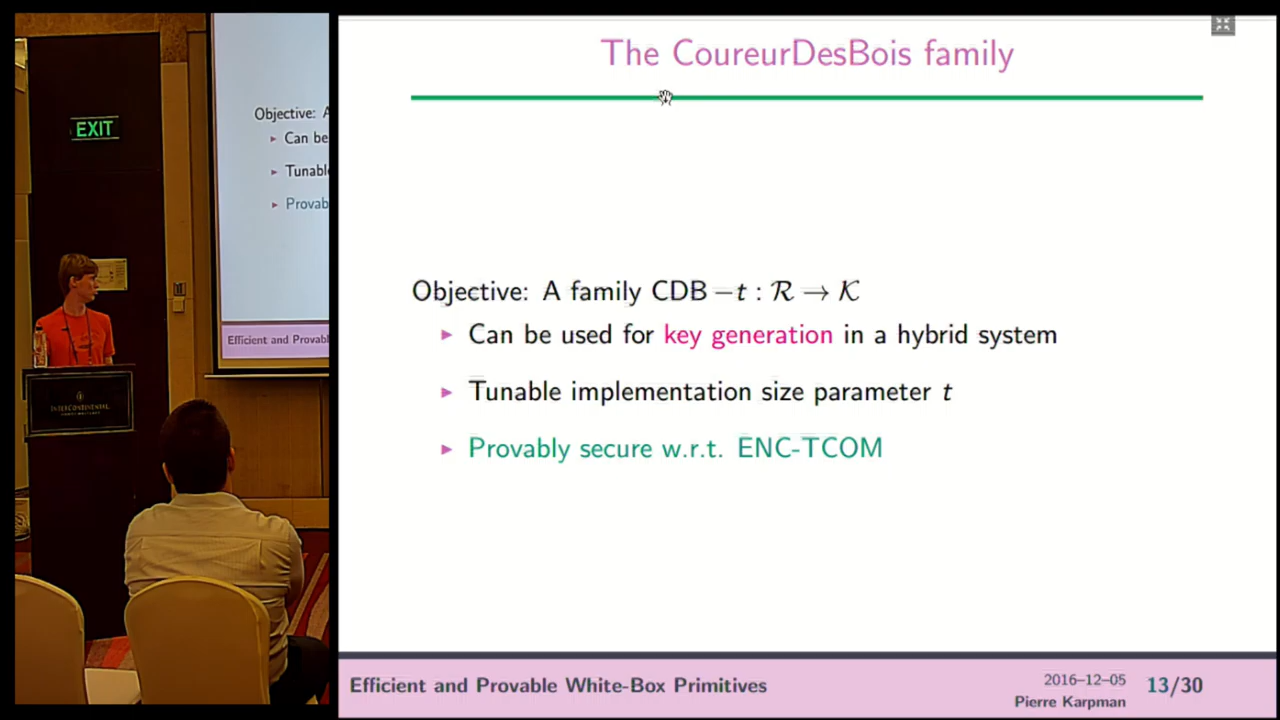 EXIT
Objective: A
Can be
Tunabl
Provab
Efficient and Provabl
INTERCONTINENTAL
The CoureurDesBois family
Objective: A family CDB −t : R → K
▸ Can be used for key generation in a hybrid system
▸ Tunable implementation size parameter t
▸ Provably secure w.r.t. ENC-TCOM
Efficient and Provable White-Box Primitives
2016–12–05
Pierre Karpman
13/30